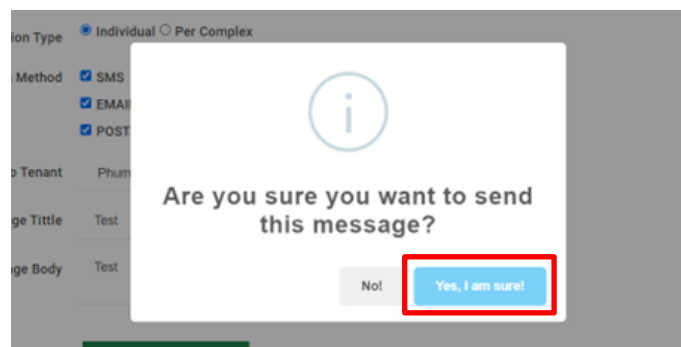 ion Type Individual Per Complex
Method SMS
EMAI
POST
Tenant Phum
ge Tittle Test
ge Body Test
i
Are you sure you want to send
this message?
No! Yes, I am sure!